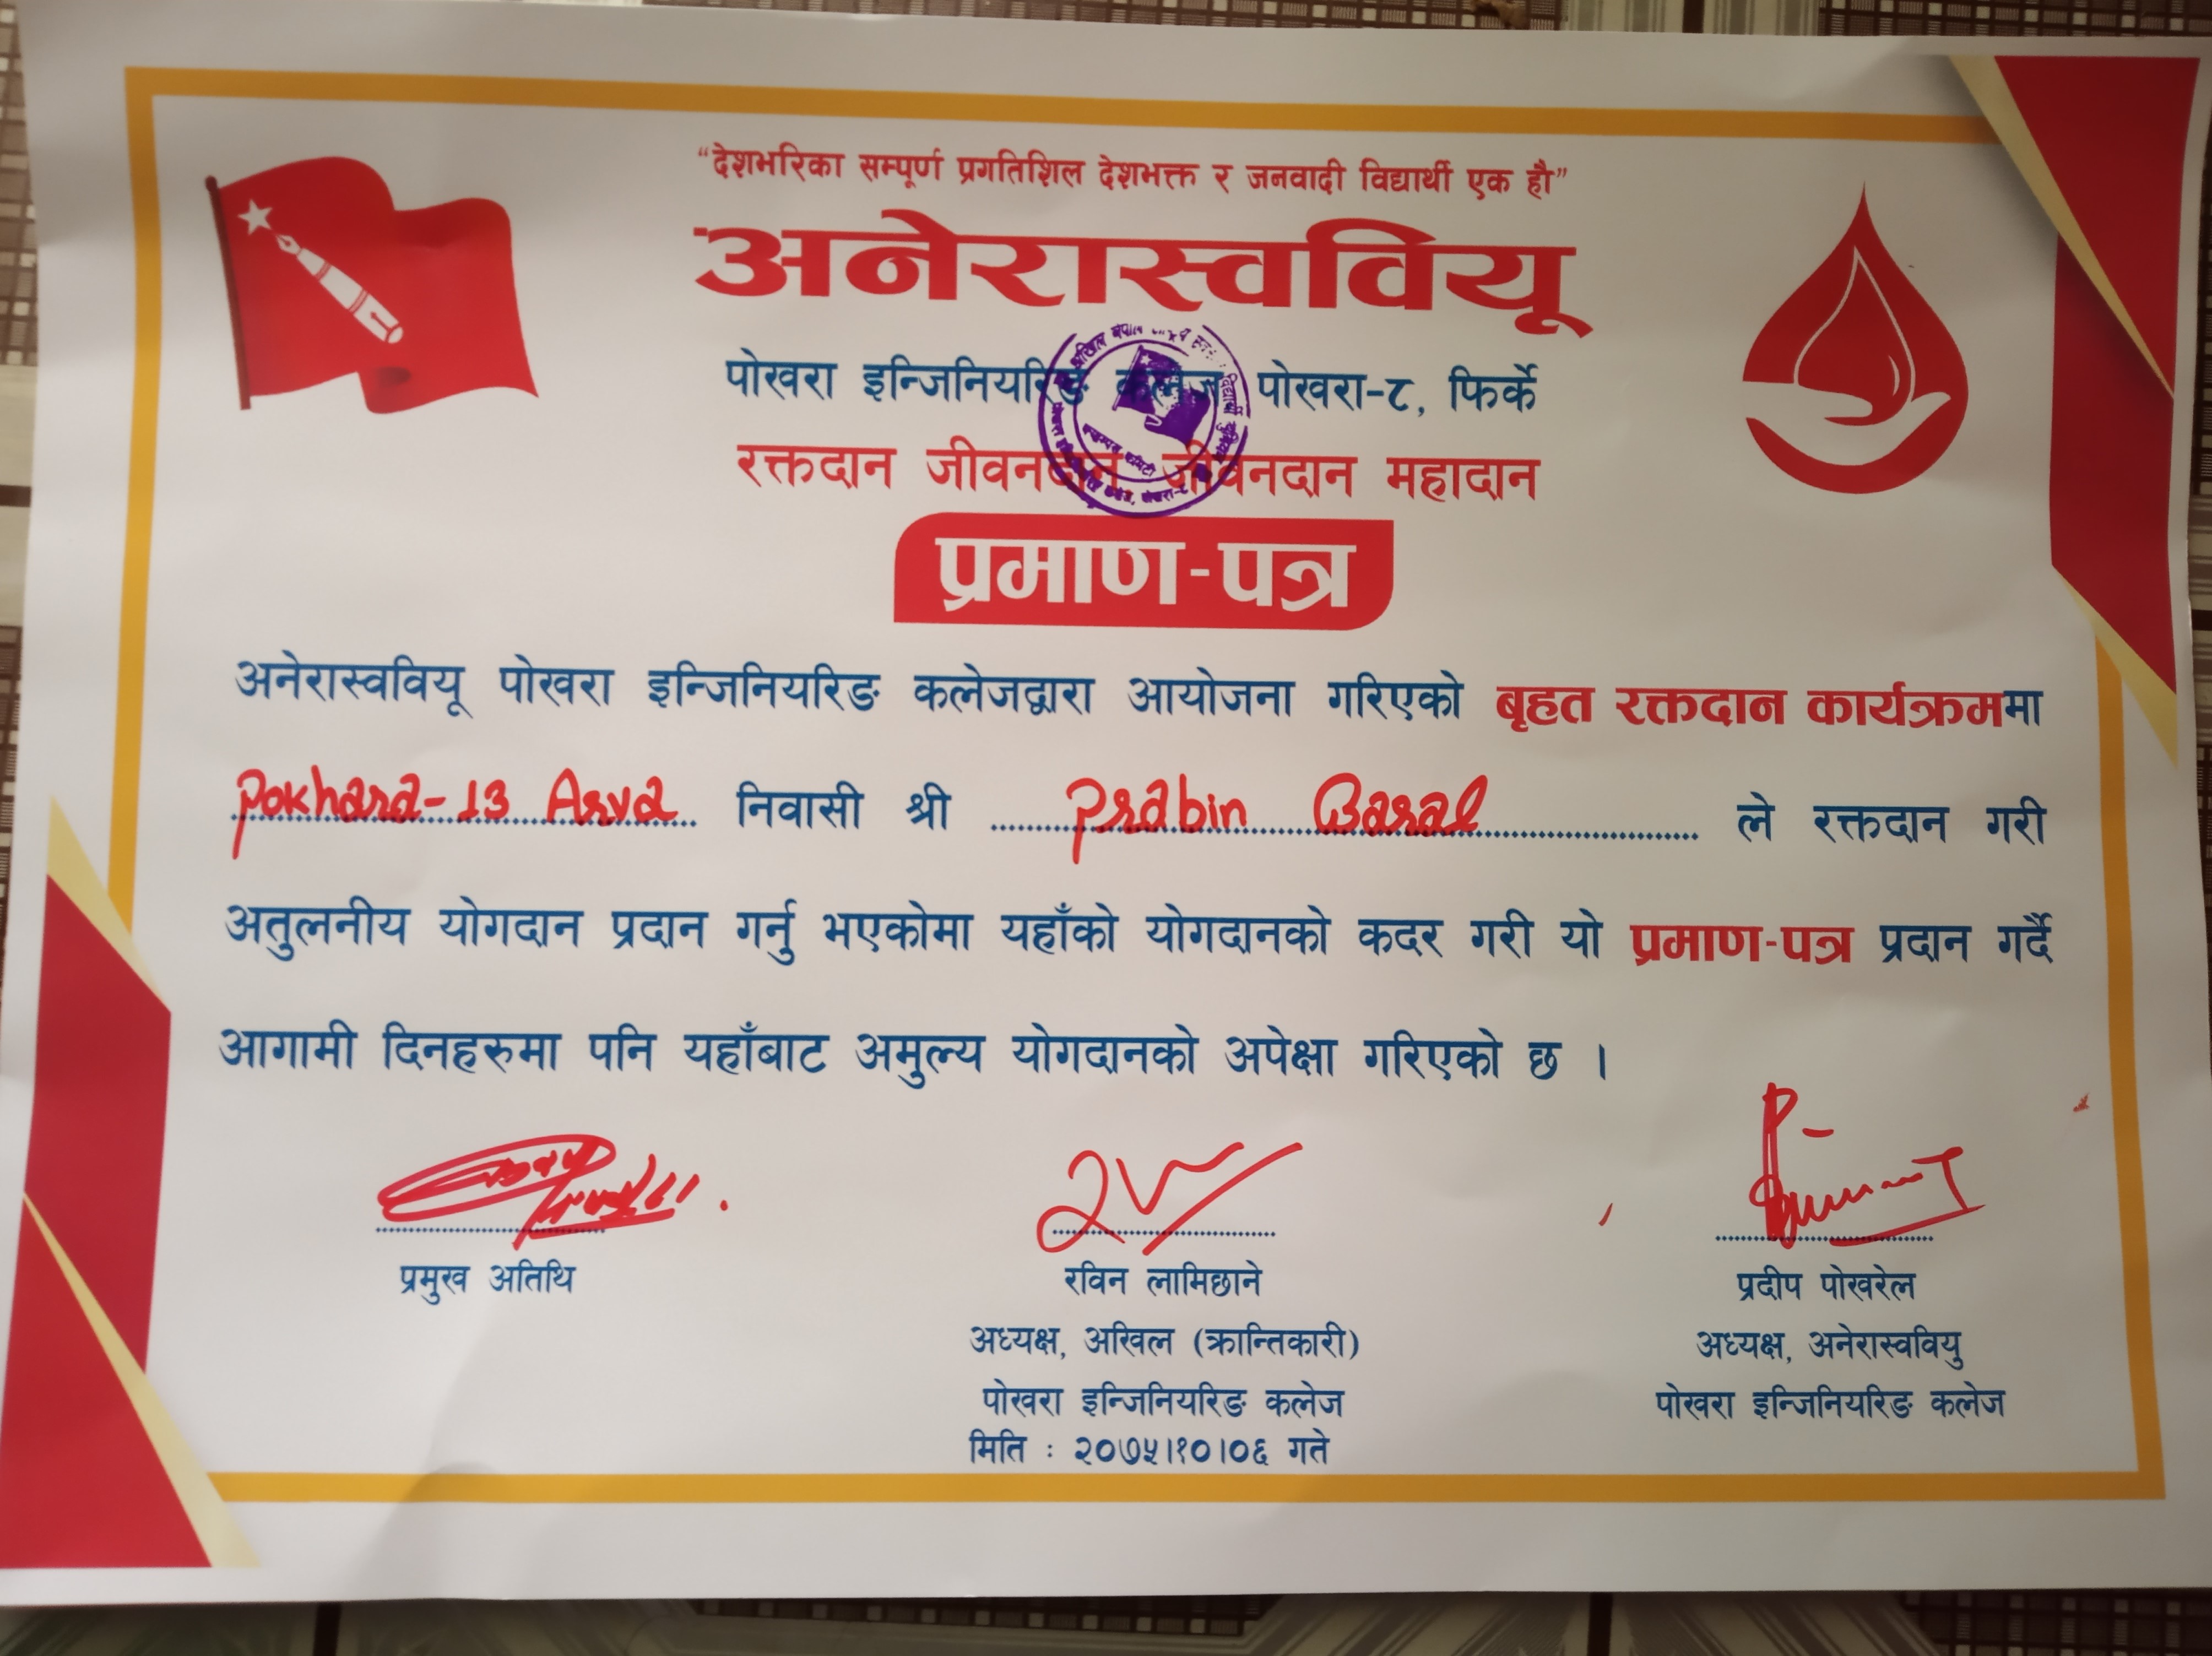 “देशभरिका सम्पूर्ण प्रगतिशिल देशभक्त र जनवादी विद्यार्थी एक हौ”
अनेरास्ववियू
पोखरा इन्जिनियरिङ कलेज पोखरा-८, फिर्के
रक्तदान जीवनदान जीवनदान महादान
प्रमाण-पत्र
अनेरास्ववियू पोखरा इन्जिनियरिङ कलेजद्वारा आयोजना गरिएको बृहत रक्तदान कार्यक्रममा
Pokhara-13 Arva निवासी श्री Prabin Baral ले रक्तदान गरी
अतुलनीय योगदान प्रदान गर्नु भएकोमा यहाँको योगदानको कदर गरी यो प्रमाण-पत्र प्रदान गर्दै
आगामी दिनहरुमा पनि यहाँबाट अमुल्य योगदानको अपेक्षा गरिएको छ ।
प्रमुख अतिथि
रविन लामिछाने
अध्यक्ष, अखिल (क्रान्तिकारी)
पोखरा इन्जिनियरिङ कलेज
मिति : २०७५।१०।०६ गते
प्रदीप पोखरेल
अध्यक्ष, अनेरास्ववियु
पोखरा इन्जिनियरिङ कलेज